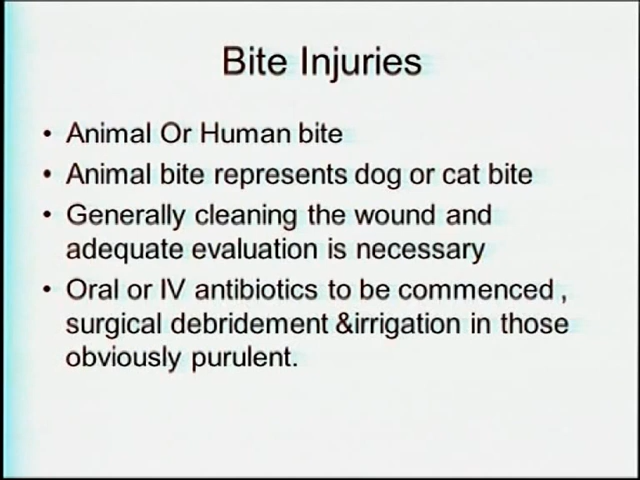 Bite Injuries
• Animal Or Human bite
• Animal bite represents dog or cat bite
• Generally cleaning the wound and
adequate evaluation is necessary
• Oral or IV antibiotics to be commenced ,
surgical debridement &irrigation in those
obviously purulent.